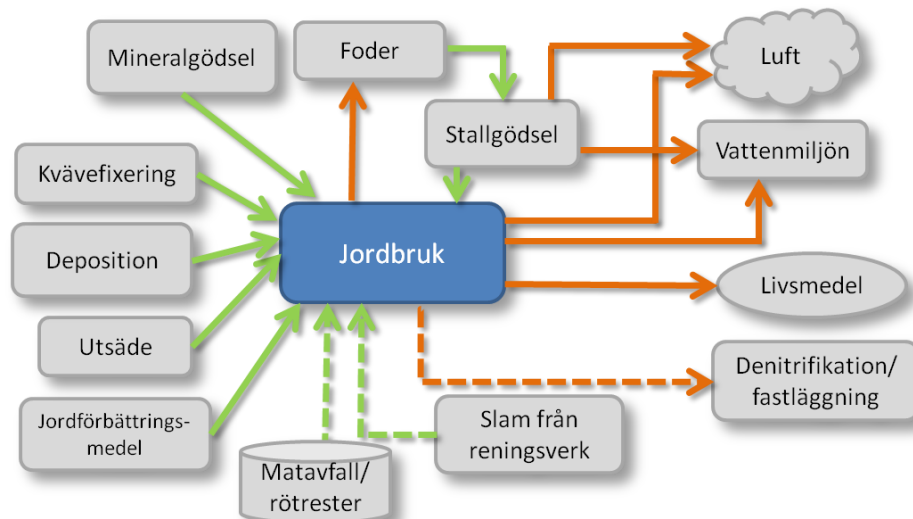 Mineralgödsel
Foder
Luft
Stallgödsel
Vattenmiljön
Kvävefixering
Deposition
Jordbruk
Livsmedel
Utsäde
Denitrifikation/
fastläggning
Jordförbättrings-
medel
Slam från
reningsverk
Matavfall/
rötrester